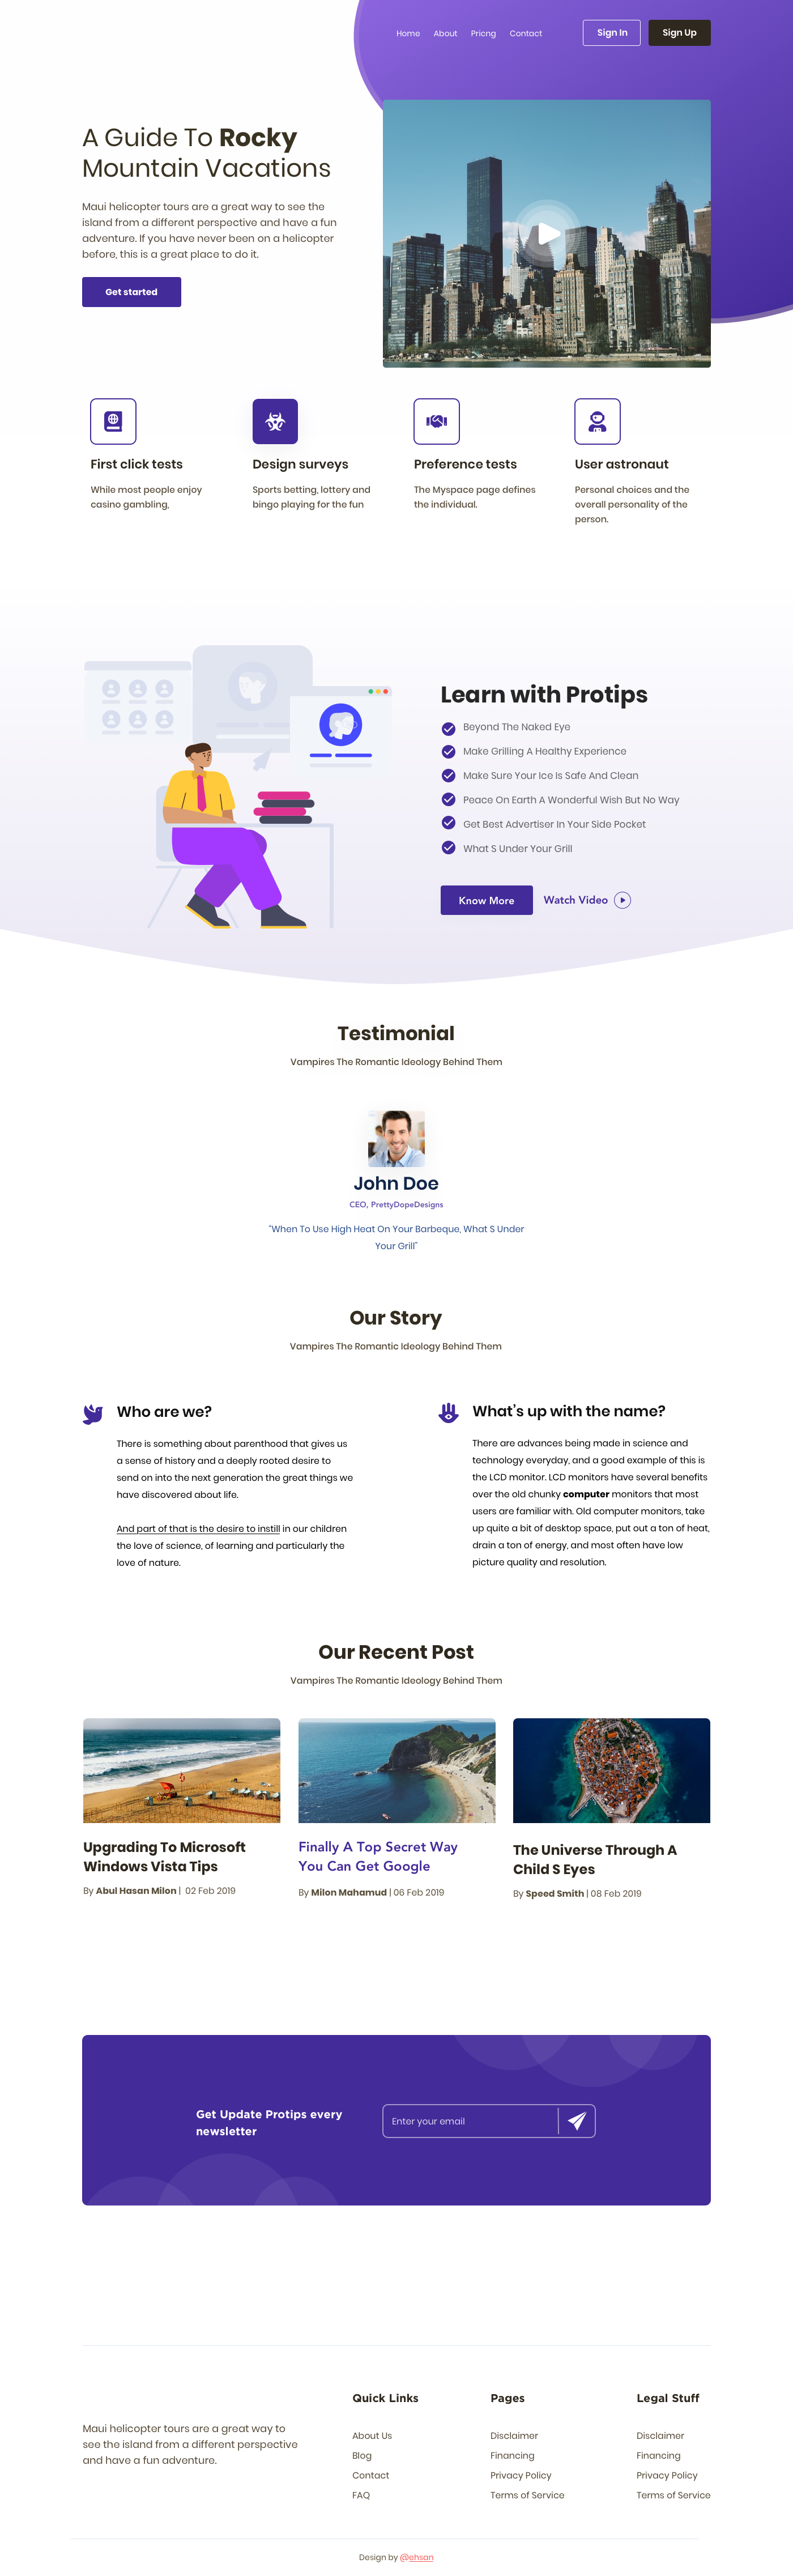 Home About Pricng Contact Sign In Sign Up
A Guide To Rocky
Mountain Vacations
Maui helicopter tours are a great way to see the
island from a different perspective and have a fun
adventure. If you have never been on a helicopter
before, this is a great place to do it.
Get started
First click tests
While most people enjoy
casino gambling,
Design surveys
Sports betting, lottery and
bingo playing for the fun
Preference tests
The Myspace page defines
the individual.
User astronaut
Personal choices and the
overall personality of the
person.
Learn with Protips
Beyond The Naked Eye
Make Grilling A Healthy Experience
Make Sure Your Ice Is Safe And Clean
Peace On Earth A Wonderful Wish But No Way
Get Best Advertiser In Your Side Pocket
What S Under Your Grill
Know More Watch Video
Testimonial
Vampires The Romantic Ideology Behind Them
John Doe
CEO, PrettyDopeDesigns
"When To Use High Heat On Your Barbeque, What S Under
Your Grill"
Our Story
Vampires The Romantic Ideology Behind Them
Who are we?
There is something about parenthood that gives us
a sense of history and a deeply rooted desire to
send on into the next generation the great things we
have discovered about life.
And part of that is the desire to instill in our children
the love of science, of learning and particularly the
love of nature.
What's up with the name?
There are advances being made in science and
technology everyday, and a good example of this is
the LCD monitor. LCD monitors have several benefits
over the old chunky computer monitors that most
users are familiar with. Old computer monitors, take
up quite a bit of desktop space, put out a ton of heat,
drain a ton of energy, and most often have low
picture quality and resolution.
Our Recent Post
Vampires The Romantic Ideology Behind Them
Upgrading To Microsoft
Windows Vista Tips
By Abul Hasan Milon | 02 Feb 2019
Finally A Top Secret Way
You Can Get Google
By Milon Mahamud | 06 Feb 2019
The Universe Through A
Child S Eyes
By Speed Smith | 08 Feb 2019
Get Update Protips every
newsletter
Enter your email
Maui helicopter tours are a great way to
see the island from a different perspective
and have a fun adventure.
Quick Links
About Us
Blog
Contact
FAQ
Pages
Disclaimer
Financing
Privacy Policy
Terms of Service
Legal Stuff
Disclaimer
Financing
Privacy Policy
Terms of Service
Design by @ehsan